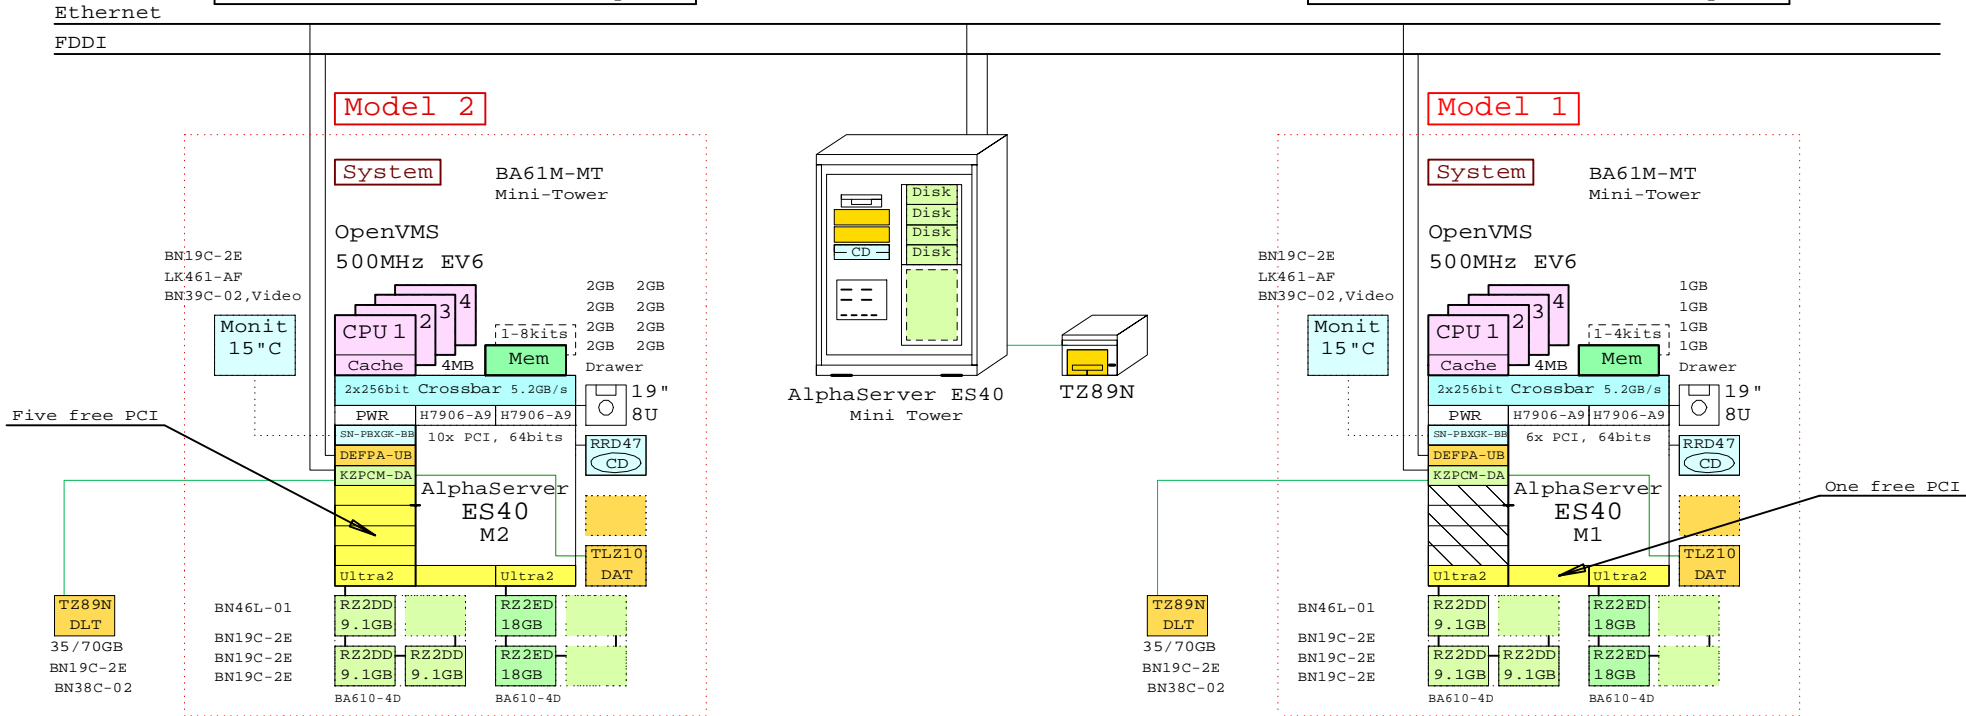 Ethernet
FDDI
Model 2
System
BA61M-MT
Mini-Tower
OpenVMS
500MHz EV6
BN19C-2E
LK461-AF
BN39C-02,Video
Monit
15"C
CPU 1
2
3
4
Cache
4MB
1-8kits
Mem
2GB 2GB
2GB 2GB
2GB 2GB
2GB 2GB
Drawer
2x256bit Crossbar 5.2GB/s
19"
8U
PWR
H7906-A9
H7906-A9
Five free PCI
SN-PBXGK-BB
10x PCI, 64bits
DEFPA-UB
KZPCM-DA
RRD47
CD
AlphaServer
ES40
M2
TLZ10
DAT
Ultra2
Ultra2
TZ89N
DLT
35/70GB
BN19C-2E
BN38C-02
BN46L-01
BN19C-2E
BN19C-2E
BN19C-2E
RZ2DD
9.1GB
RZ2ED
18GB
RZ2DD
9.1GB
RZ2DD
9.1GB
RZ2ED
18GB
BA610-4D
BA610-4D
Disk
Disk
Disk
Disk
CD
AlphaServer ES40
Mini Tower
TZ89N
Model 1
System
BA61M-MT
Mini-Tower
OpenVMS
500MHz EV6
BN19C-2E
LK461-AF
BN39C-02,Video
Monit
15"C
CPU 1
2
3
4
Cache
4MB
1-4kits
Mem
1GB
1GB
1GB
1GB
Drawer
2x256bit Crossbar 5.2GB/s
19"
8U
PWR
H7906-A9
H7906-A9
SN-PBXGK-BB
6x PCI, 64bits
DEFPA-UB
KZPCM-DA
RRD47
CD
One free PCI
AlphaServer
ES40
M1
TLZ10
DAT
Ultra2
Ultra2
TZ89N
DLT
35/70GB
BN19C-2E
BN38C-02
BN46L-01
BN19C-2E
BN19C-2E
BN19C-2E
RZ2DD
9.1GB
RZ2ED
18GB
RZ2DD
9.1GB
RZ2DD
9.1GB
RZ2ED
18GB
BA610-4D
BA610-4D